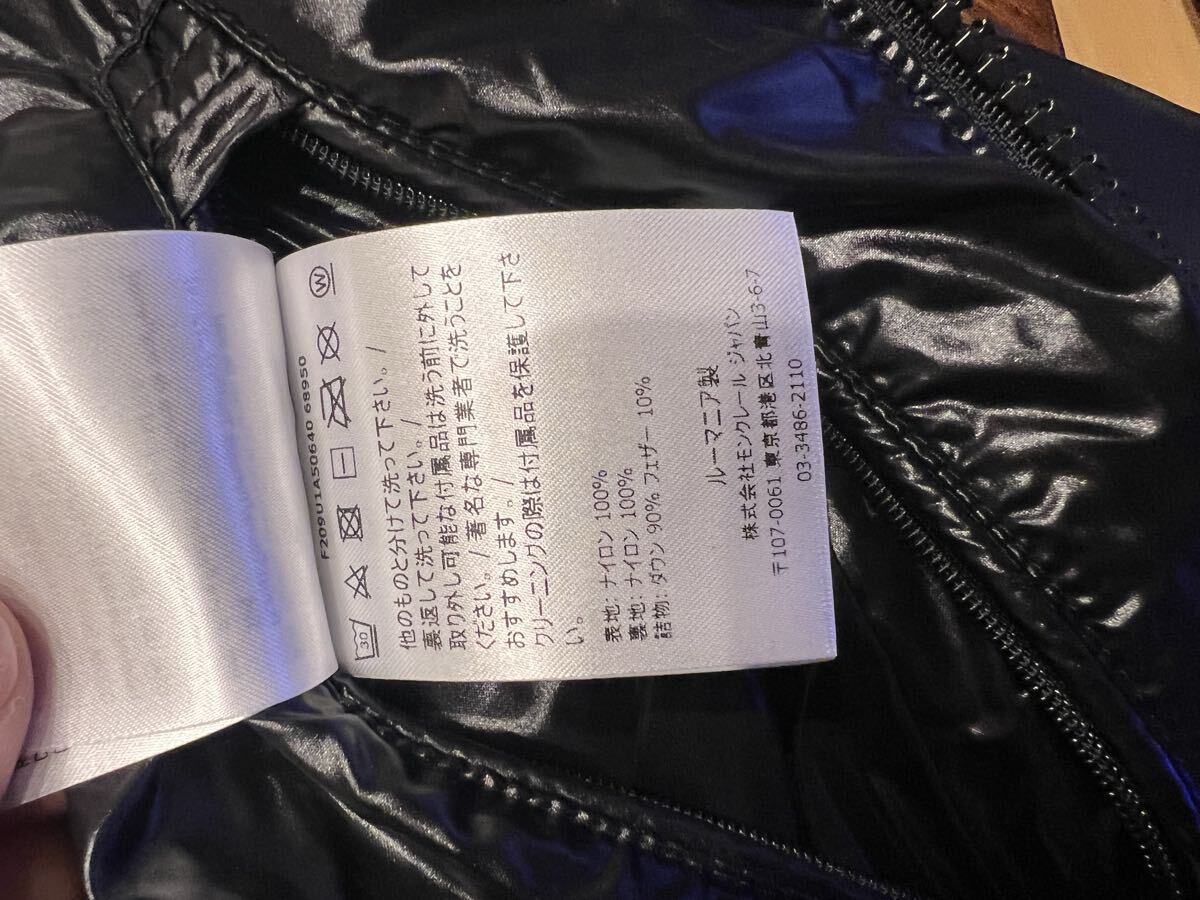 F209U1A50640 68950
30
W
他のものと分けて洗って下さい。/
裏返して洗って下さい。/
取り外し可能な付属品は洗う前に外して
ください。/ 著名な専門業者で洗うことを
おすすめします。/
クリーニングの際は付属品を保護して下さ
い。
表地: ナイロン 100%
裏地: ナイロン 100%
詰物: ダウン 90% フェザー 10%
ルーマニア製
株式会社モンクレール ジャパン
〒107-0061 東京都港区北青山3-6-7
03-3486-2110